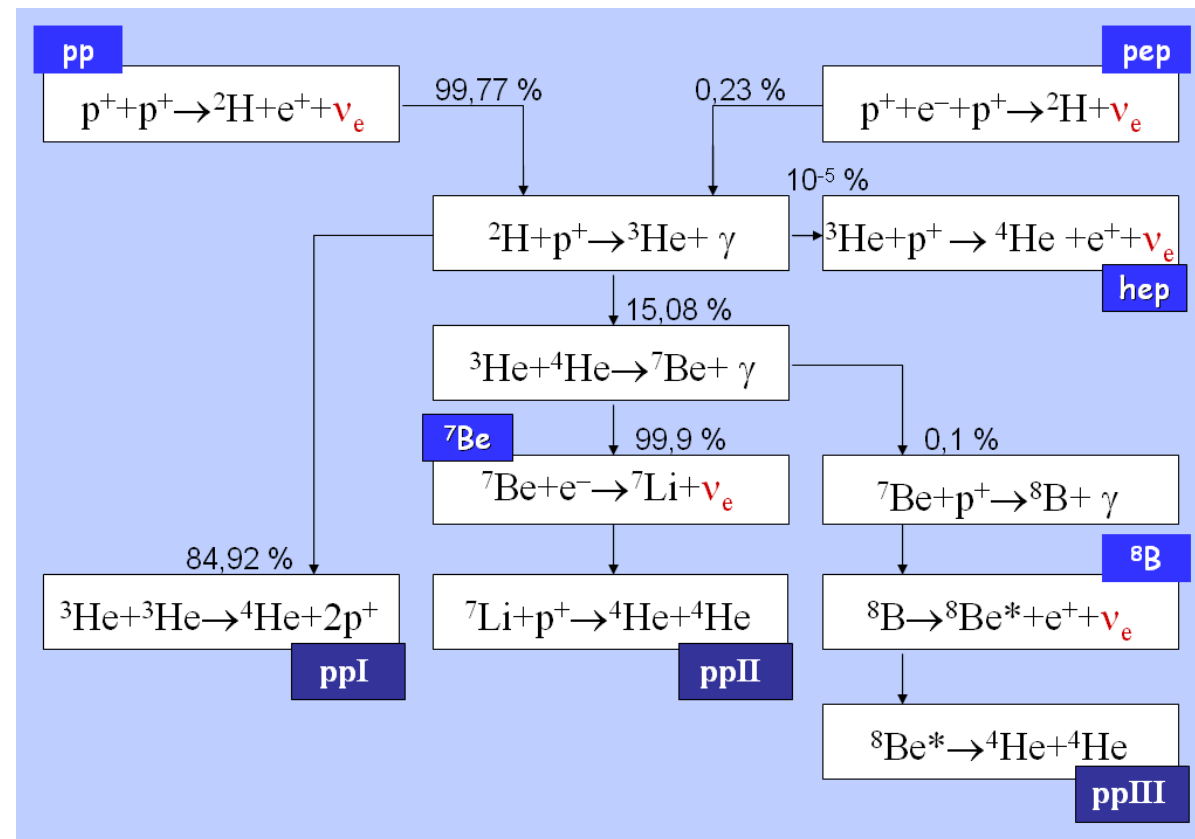 pp
pep
p⁺+p⁺→²H+e⁺+νₑ
99,77 %
0,23 %
p⁺+e⁻+p⁺→²H+νₑ
10⁻⁵ %
²H+p⁺→³He+ γ
³He+p⁺ → ⁴He +e⁺+νₑ
hep
15,08 %
³He+⁴He→⁷Be+ γ
⁷Be
99,9 %
0,1 %
⁷Be+e⁻→⁷Li+νₑ
⁷Be+p⁺→⁸B+ γ
84,92 %
⁸B
³He+³He→⁴He+2p⁺
⁷Li+p⁺→⁴He+⁴He
⁸B→⁸Be*+e⁺+νₑ
ppI
ppII
⁸Be*→⁴He+⁴He
ppIII